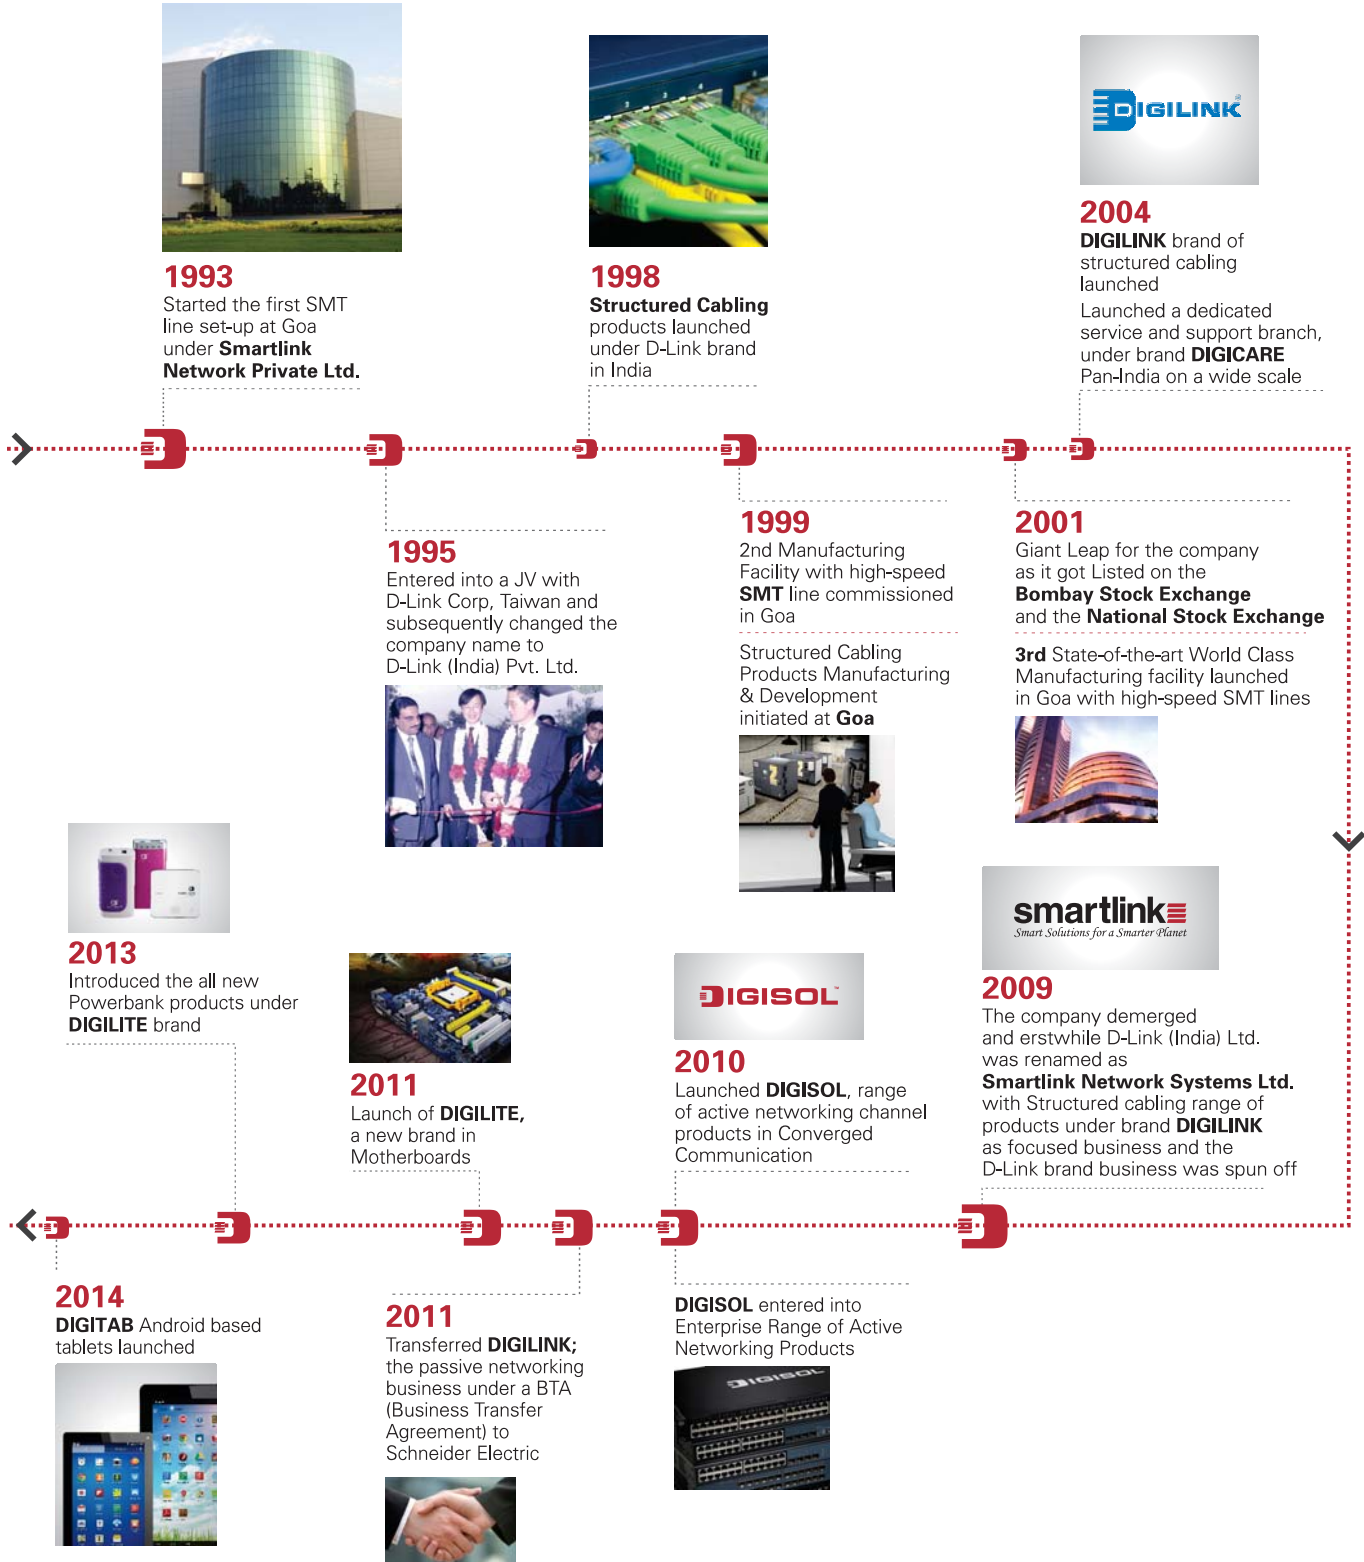 1993
Started the first SMT
line set-up at Goa
under Smartlink
Network Private Ltd.
1995
Entered into a JV with
D-Link Corp, Taiwan and
subsequently changed the
company name to
D-Link (India) Pvt. Ltd.
1998
Structured Cabling
products launched
under D-Link brand
in India
1999
2nd Manufacturing
Facility with high-speed
SMT line commissioned
in Goa
Structured Cabling
Products Manufacturing
& Development
initiated at Goa
2001
Giant Leap for the company
as it got Listed on the
Bombay Stock Exchange
and the National Stock Exchange
3rd State-of-the-art World Class
Manufacturing facility launched
in Goa with high-speed SMT lines
DIGILINK®
2004
DIGILINK brand of
structured cabling
launched
Launched a dedicated
service and support branch,
under brand DIGICARE
Pan-India on a wide scale
smartlink
Smart Solutions for a Smarter Planet
2009
The company demerged
and erstwhile D-Link (India) Ltd.
was renamed as
Smartlink Network Systems Ltd.
with Structured cabling range of
products under brand DIGILINK
as focused business and the
D-Link brand business was spun off
DIGISOL™
2010
Launched DIGISOL, range
of active networking channel
products in Converged
Communication
DIGISOL entered into
Enterprise Range of Active
Networking Products
DIGISOL
2011
Transferred DIGILINK;
the passive networking
business under a BTA
(Business Transfer
Agreement) to
Schneider Electric
2011
Launch of DIGILITE,
a new brand in
Motherboards
2013
Introduced the all new
Powerbank products under
DIGILITE brand
2014
DIGITAB Android based
tablets launched